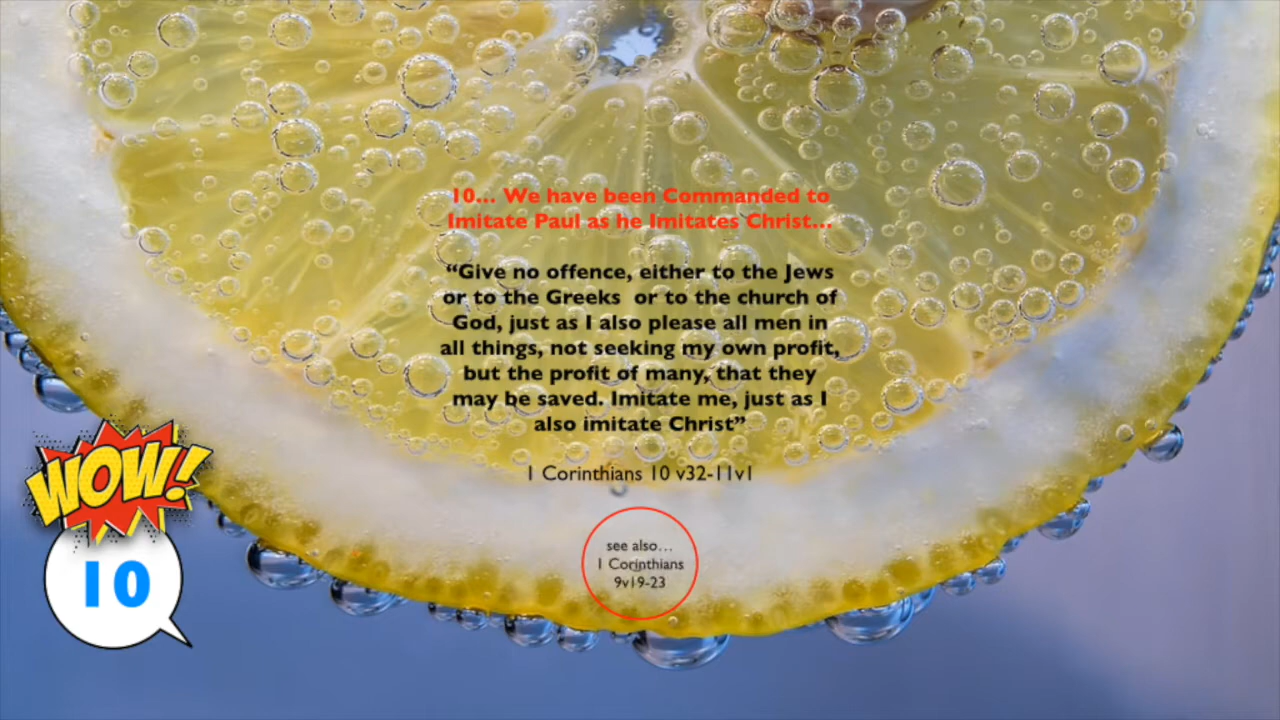 10... We have been Commanded to
Imitate Paul as he Imitates Christ...
“Give no offence, either to the Jews
or to the Greeks  or to the church of
God, just as I also please all men in
all things, not seeking my own profit,
but the profit of many, that they
may be saved. Imitate me, just as I
also imitate Christ”
1 Corinthians 10 v32-11v1
WOW!
10
see also...
1 Corinthians
9v19-23